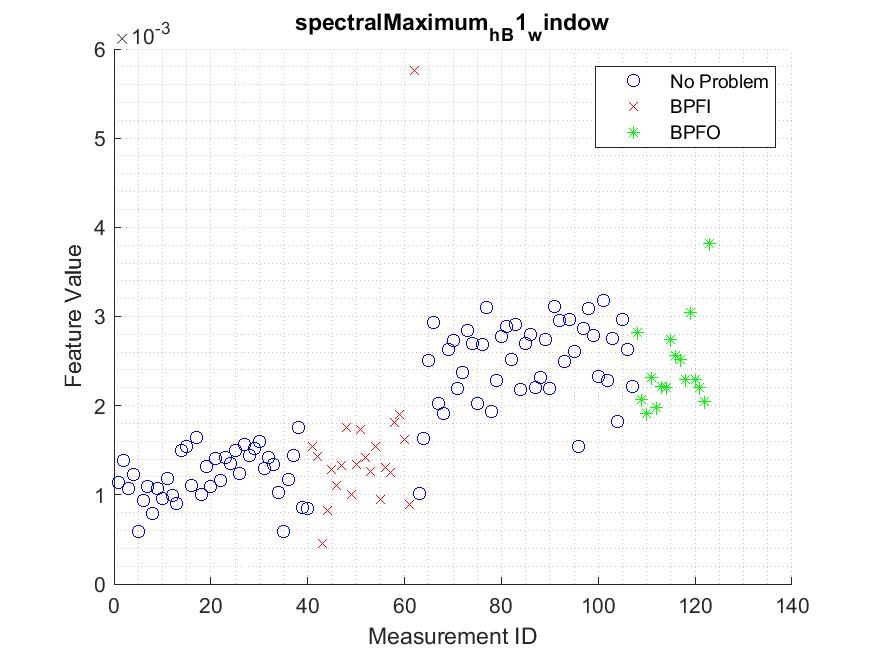 spectralMaximum_hB1_window
×10^-3
No Problem
BPFI
BPFO
6
5
4
3
2
1
0
Feature Value
0 20 40 60 80 100 120 140
Measurement ID